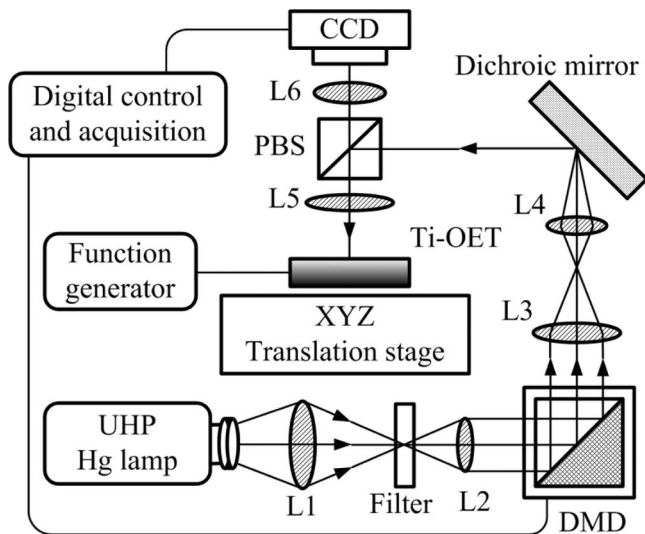 CCD
Dichroic mirror
L6
Digital control
and acquisition
PBS
L5
L4
Ti-OET
Function
generator
L3
XYZ
Translation stage
UHP
Hg lamp
L1
Filter
L2
DMD